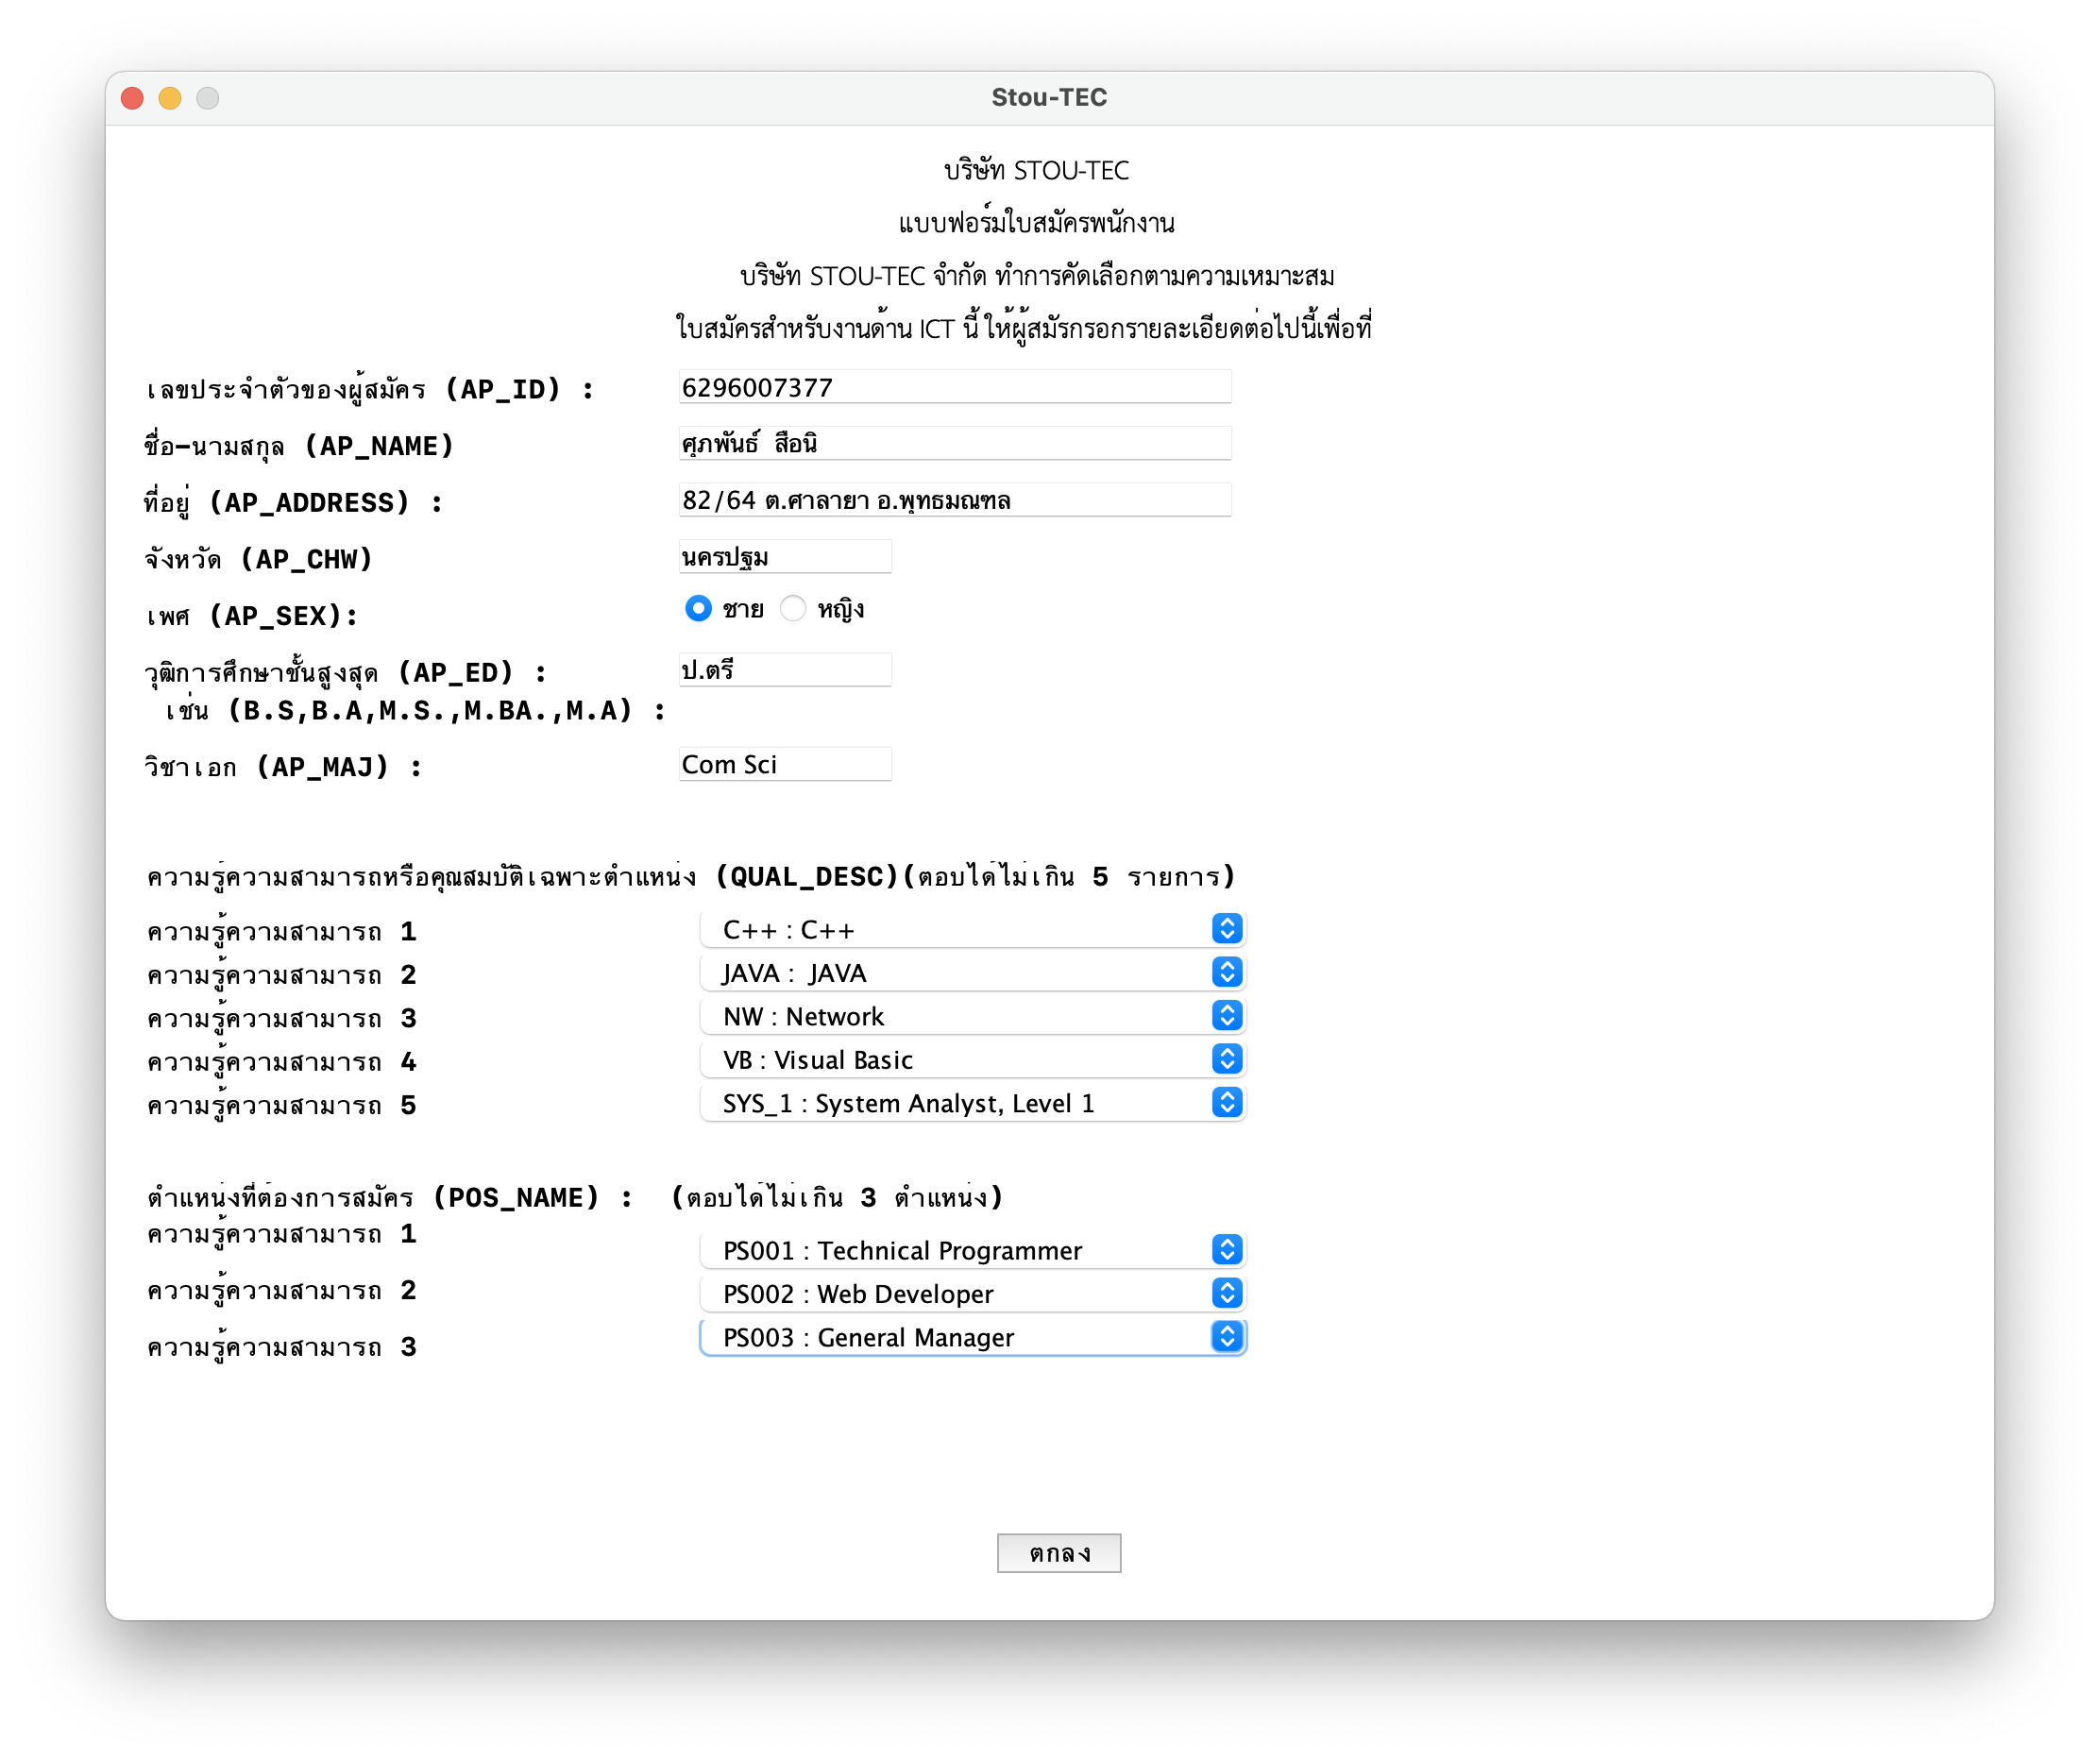 Stou-TEC
บริษัท STOU-TEC
แบบฟอร์มใบสมัครพนักงาน
บริษัท STOU-TEC จำกัด ทำการคัดเลือกตามความเหมาะสม
ใบสมัครสำหรับงานด้าน ICT นี้ ให้ผู้สมัรกรอกรายละเอียดต่อไปนี้เพื่อที่
เลขประจำตัวของผู้สมัคร (AP_ID) : 6296007377
ชื่อ-นามสกุล (AP_NAME) ศุภพันธ์ สือนิ
ที่อยู่ (AP_ADDRESS) : 82/64 ต.ศาลายา อ.พุทธมณฑล
จังหวัด (AP_CHW) นครปฐม
เพศ (AP_SEX): ชาย หญิง
วุฒิการศึกษาชั้นสูงสุด (AP_ED) : ป.ตรี
เช่น (B.S,B.A,M.S.,M.BA.,M.A) :
วิชาเอก (AP_MAJ) : Com Sci
ความรู้ความสามารถหรือคุณสมบัติเฉพาะตำแหน่ง (QUAL_DESC)(ตอบได้ไม่เกิน 5 รายการ)
ความรู้ความสามารถ 1 C++ : C++
ความรู้ความสามารถ 2 JAVA : JAVA
ความรู้ความสามารถ 3 NW : Network
ความรู้ความสามารถ 4 VB : Visual Basic
ความรู้ความสามารถ 5 SYS_1 : System Analyst, Level 1
ตำแหน่งที่ต้องการสมัคร (POS_NAME) : (ตอบได้ไม่เกิน 3 ตำแหน่ง)
ความรู้ความสามารถ 1 PS001 : Technical Programmer
ความรู้ความสามารถ 2 PS002 : Web Developer
ความรู้ความสามารถ 3 PS003 : General Manager
ตกลง